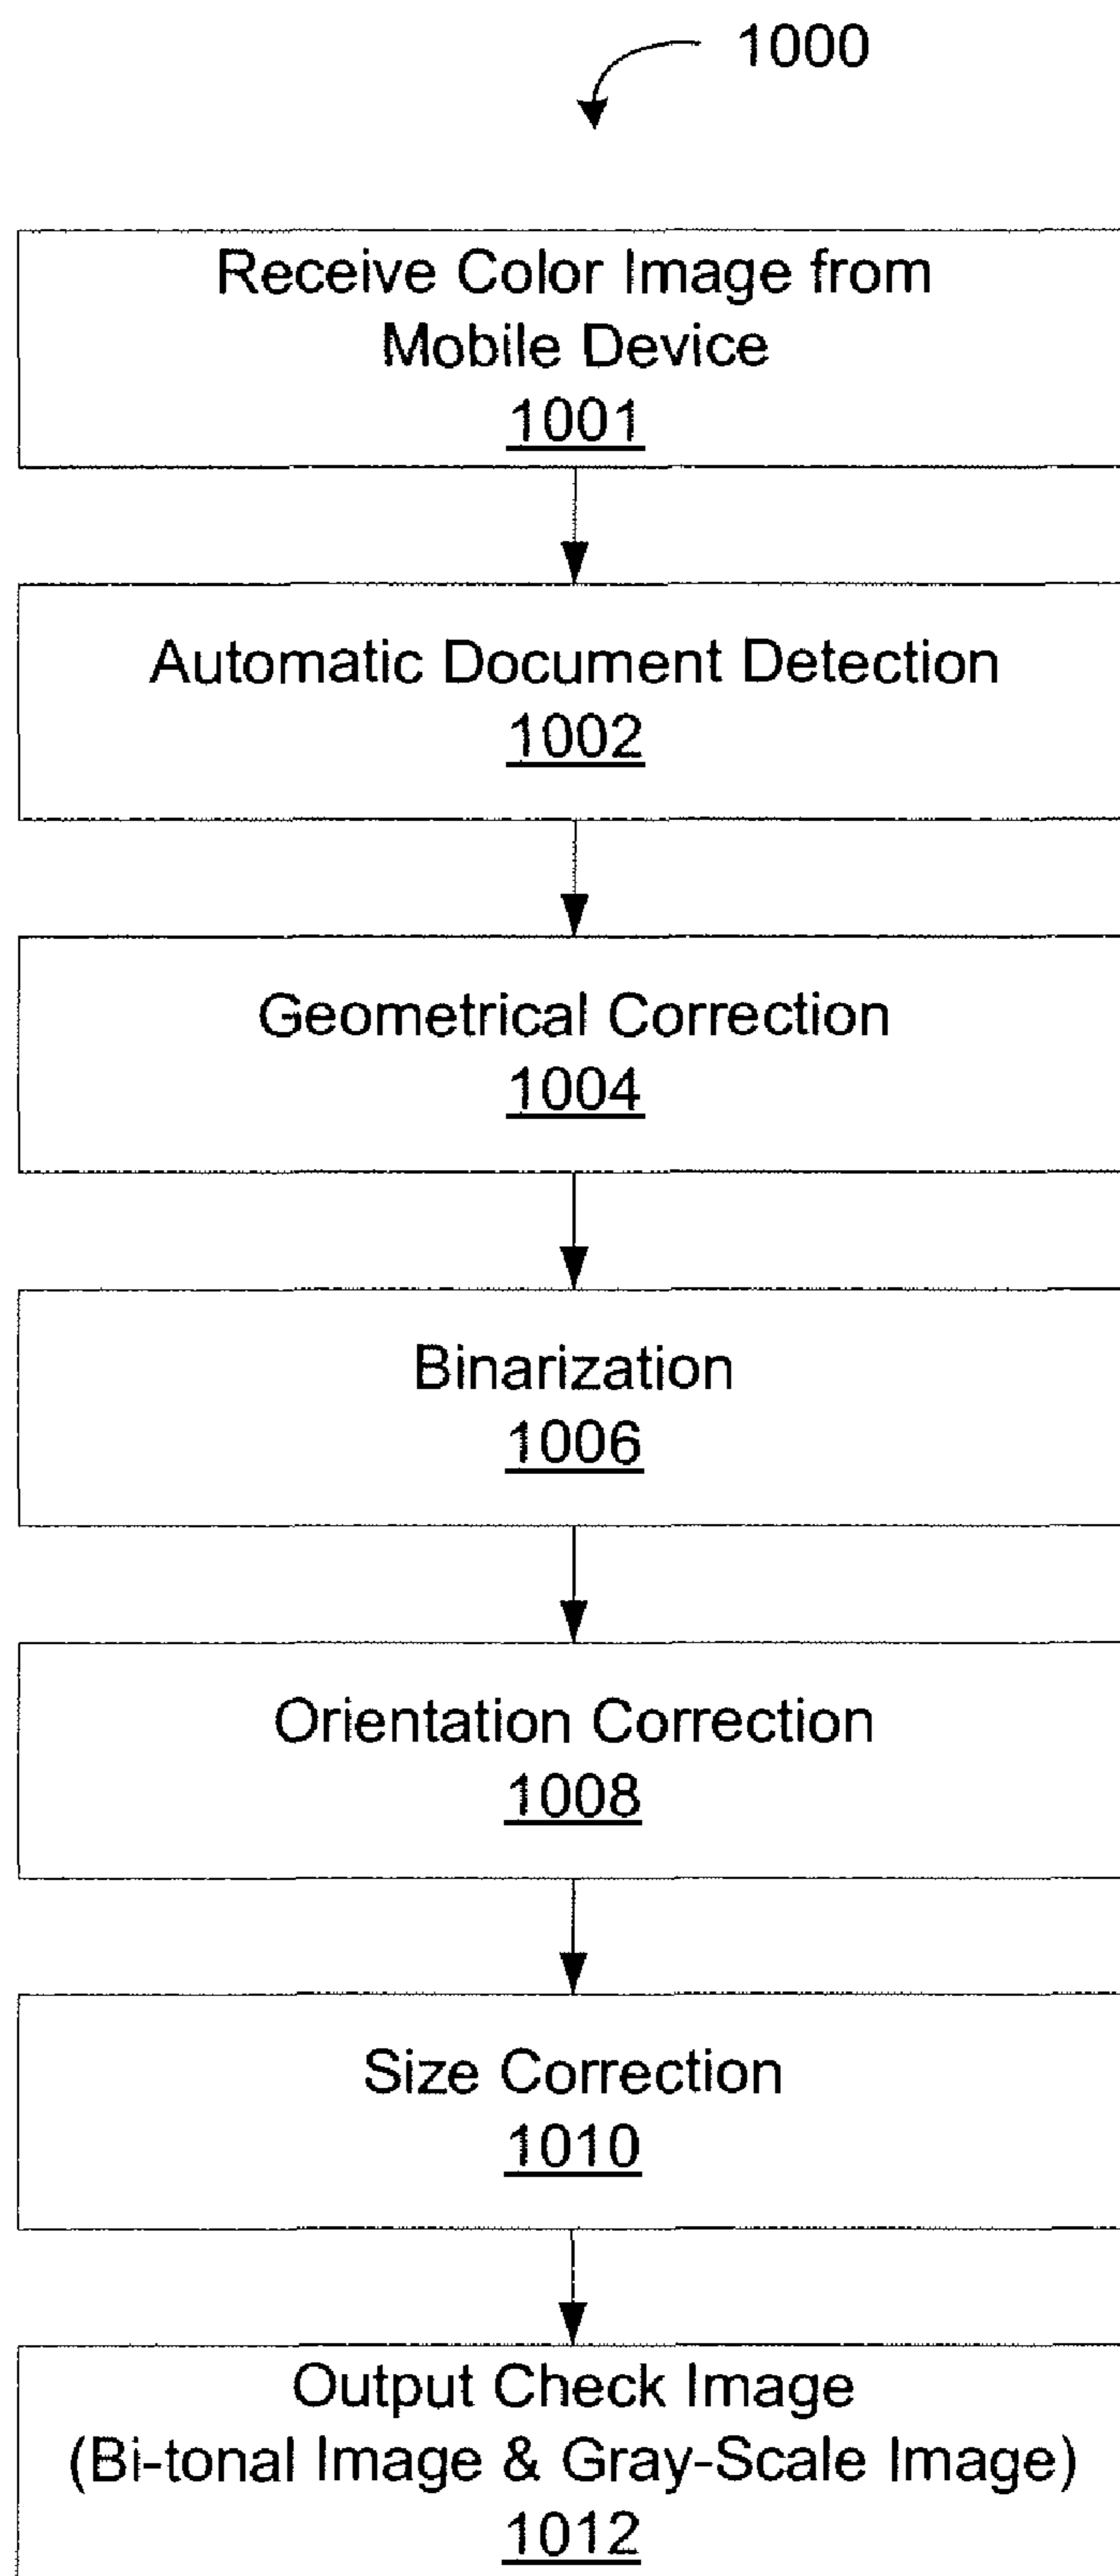 1000
Receive Color Image from
Mobile Device
1001
Automatic Document Detection
1002
Geometrical Correction
1004
Binarization
1006
Orientation Correction
1008
Size Correction
1010
Output Check Image
(Bi-tonal Image & Gray-Scale Image)
1012